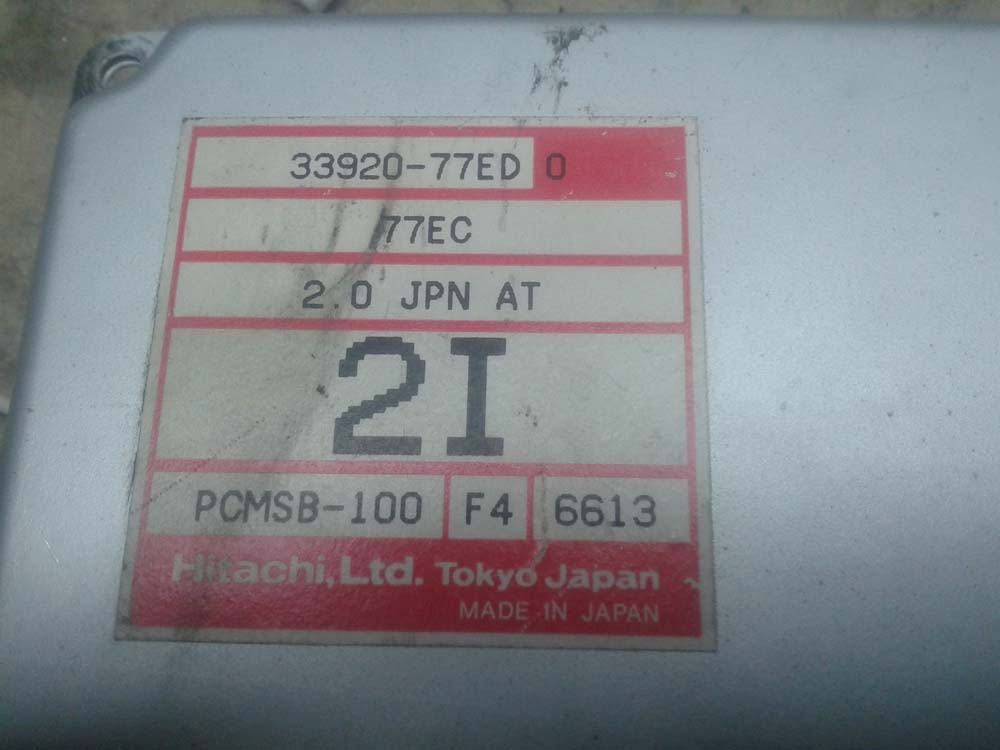 33920-77ED 0
77EC
2.0 JPN AT
2I
PCMSB-100 F4 6613
Hitachi, Ltd. Tokyo Japan
MADE IN JAPAN